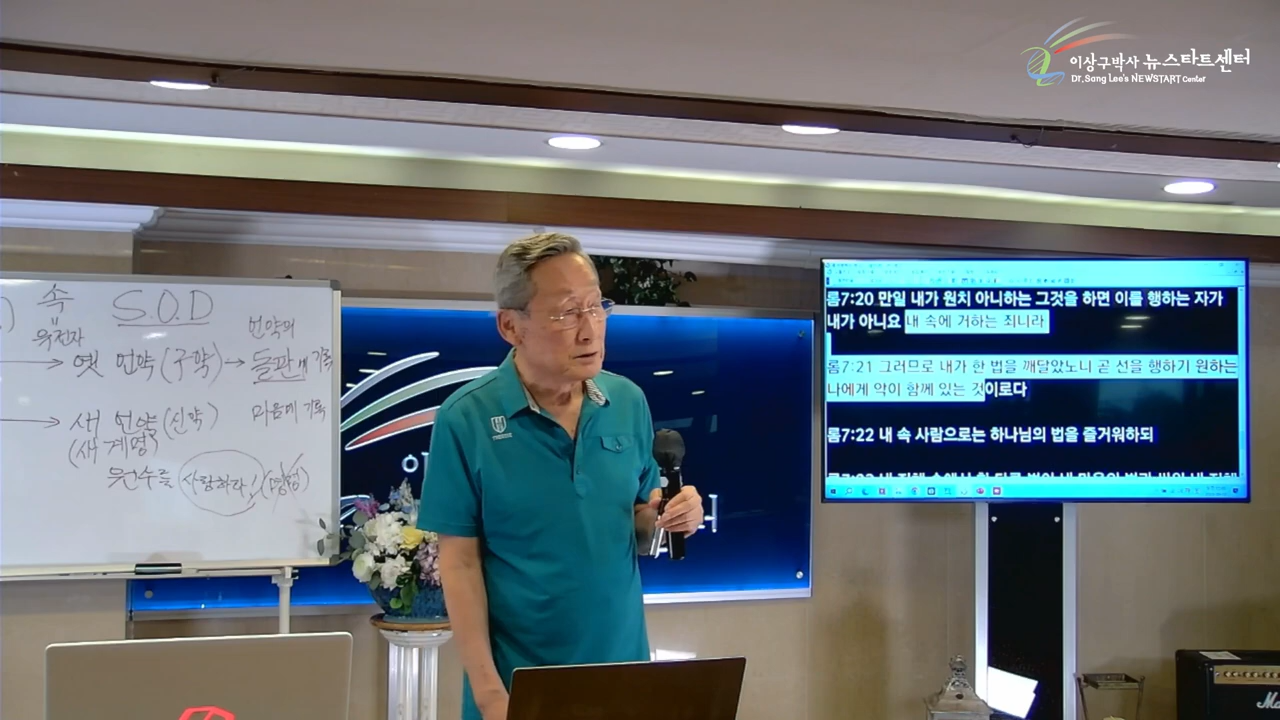 이상구박사 뉴스타트센터
Dr. Sang Lee's NEWSTART Center
속 S.O.D
유전자
언약의
옛 언약(구약) → 돌판에 기록
새 언약(신약) 마음에 기록
(새 계명)
원수를 사랑하라!
롬7:20 만일 내가 원치 아니하는 그것을 하면 이를 행하는 자가
내가 아니요 내 속에 거하는 죄니라
롬7:21 그러므로 내가 한 법을 깨달았노니 곧 선을 행하기 원하는
나에게 악이 함께 있는 것이로다
롬7:22 내 속 사람으로는 하나님의 법을 즐거워하되